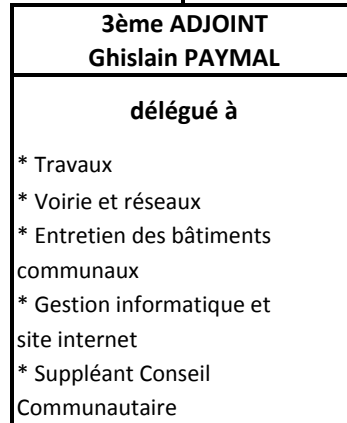 3ème ADJOINT
Ghislain PAYMAL
délégué à
* Travaux
* Voirie et réseaux
* Entretien des bâtiments
communaux
* Gestion informatique et
site internet
* Suppléant Conseil
Communautaire